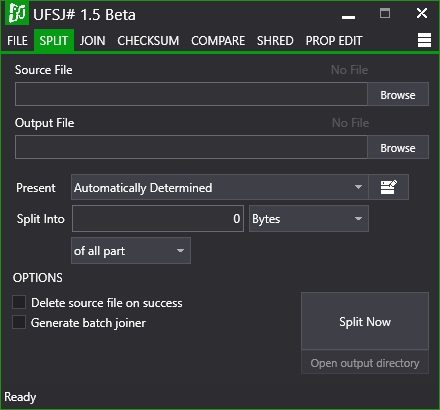 UFSJ# 1.5 Beta
FILE SPLIT JOIN CHECKSUM COMPARE SHRED PROP EDIT
Source File No File
Browse
Output File No File
Browse
Present Automatically Determined
Split Into 0 Bytes
of all part
OPTIONS
Delete source file on success
Generate batch joiner
Split Now
Open output directory
Ready